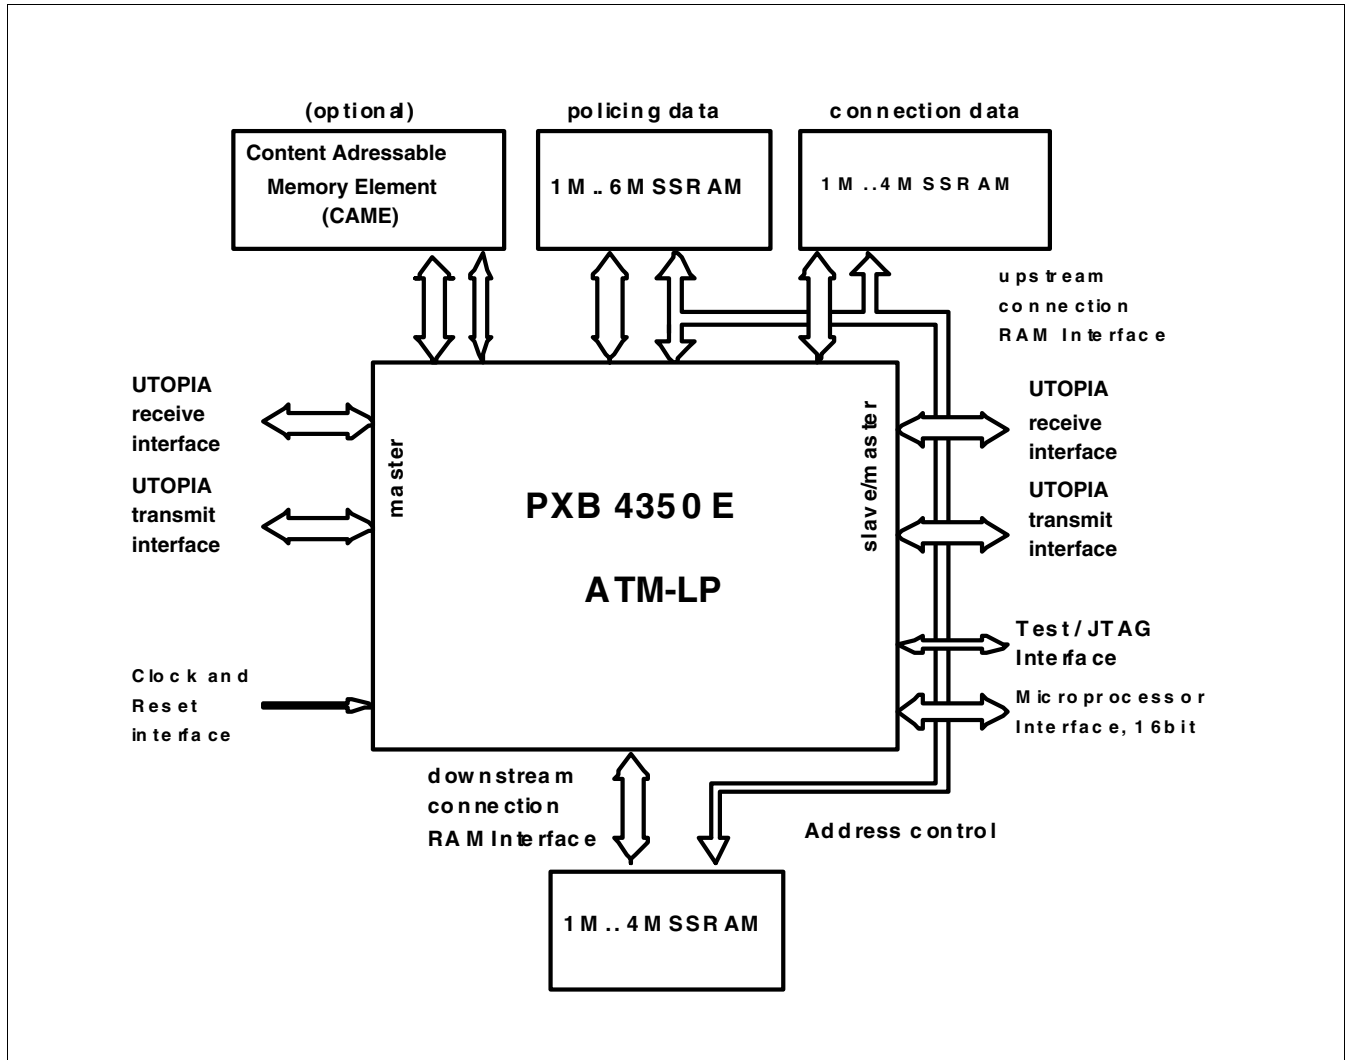 (optional)
policing data
connection data
Content Adressable
Memory Element
(CAME)
1M .. 6M SSRAM
1M .. 4M SSRAM
upstream
connection
RAM Interface
UTOPIA
receive
interface
UTOPIA
transmit
interface
master
slave/master
UTOPIA
receive
interface
UTOPIA
transmit
interface
PXB 4350 E
ATM-LP
Test / JTAG
Interface
Clock and
Reset
interface
Microprocessor
Interface, 16bit
downstream
connection
RAM Interface
Address control
1M .. 4M SSRAM